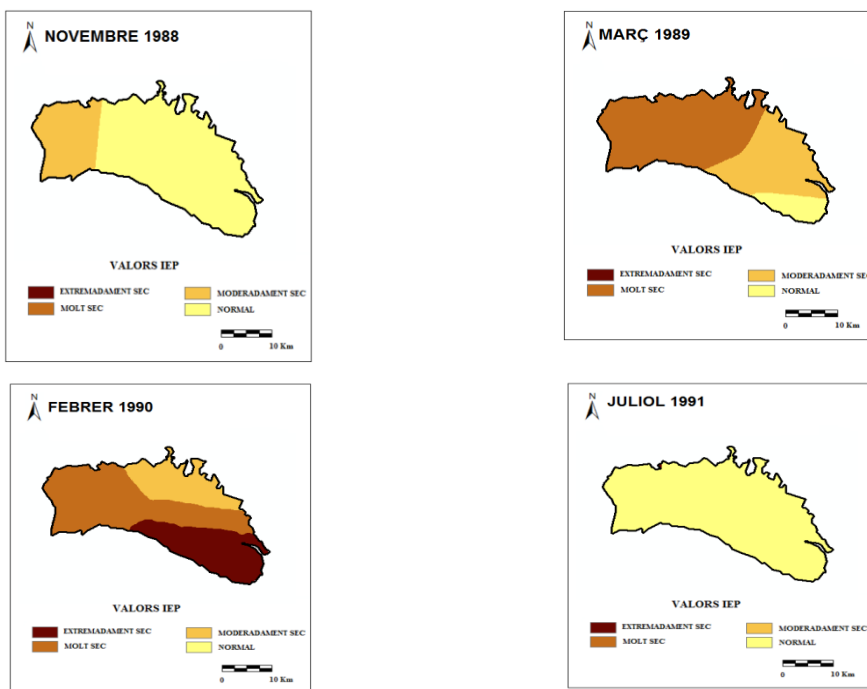 N
NOVEMBRE 1988
VALORS IEP
EXTREMADAMENT SEC
MODERADAMENT SEC
MOLT SEC
NORMAL
0 10 Km
N
MARÇ 1989
VALORS IEP
EXTREMADAMENT SEC
MODERADAMENT SEC
MOLT SEC
NORMAL
0 10 Km
N
FEBRER 1990
VALORS IEP
EXTREMADAMENT SEC
MODERADAMENT SEC
MOLT SEC
NORMAL
0 10 Km
N
JULIOL 1991
VALORS IEP
EXTREMADAMENT SEC
MODERADAMENT SEC
MOLT SEC
NORMAL
0 10 Km